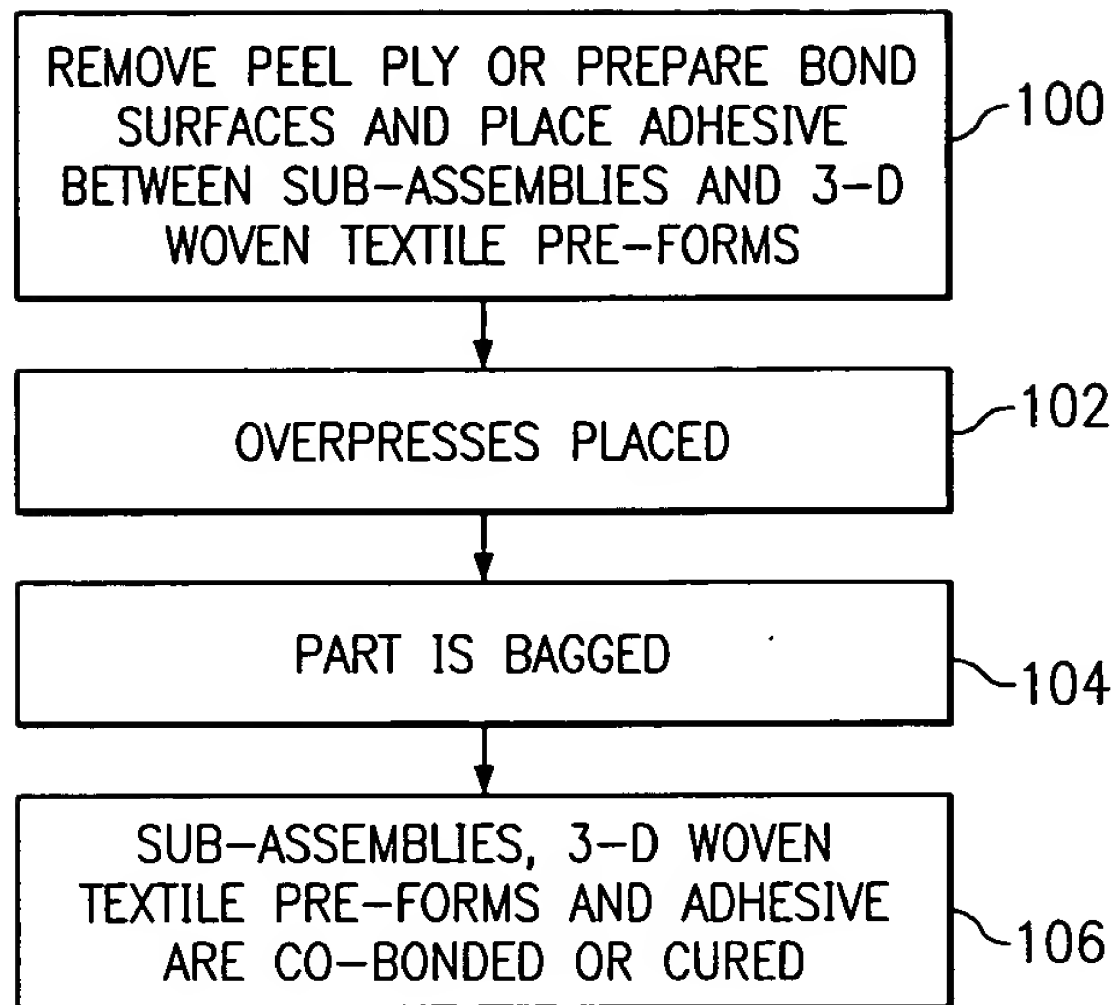 REMOVE PEEL PLY OR PREPARE BOND
SURFACES AND PLACE ADHESIVE
BETWEEN SUB-ASSEMBLIES AND 3-D
WOVEN TEXTILE PRE-FORMS
100
OVERPRESSES PLACED
102
PART IS BAGGED
104
SUB-ASSEMBLIES, 3-D WOVEN
TEXTILE PRE-FORMS AND ADHESIVE
ARE CO-BONDED OR CURED
106